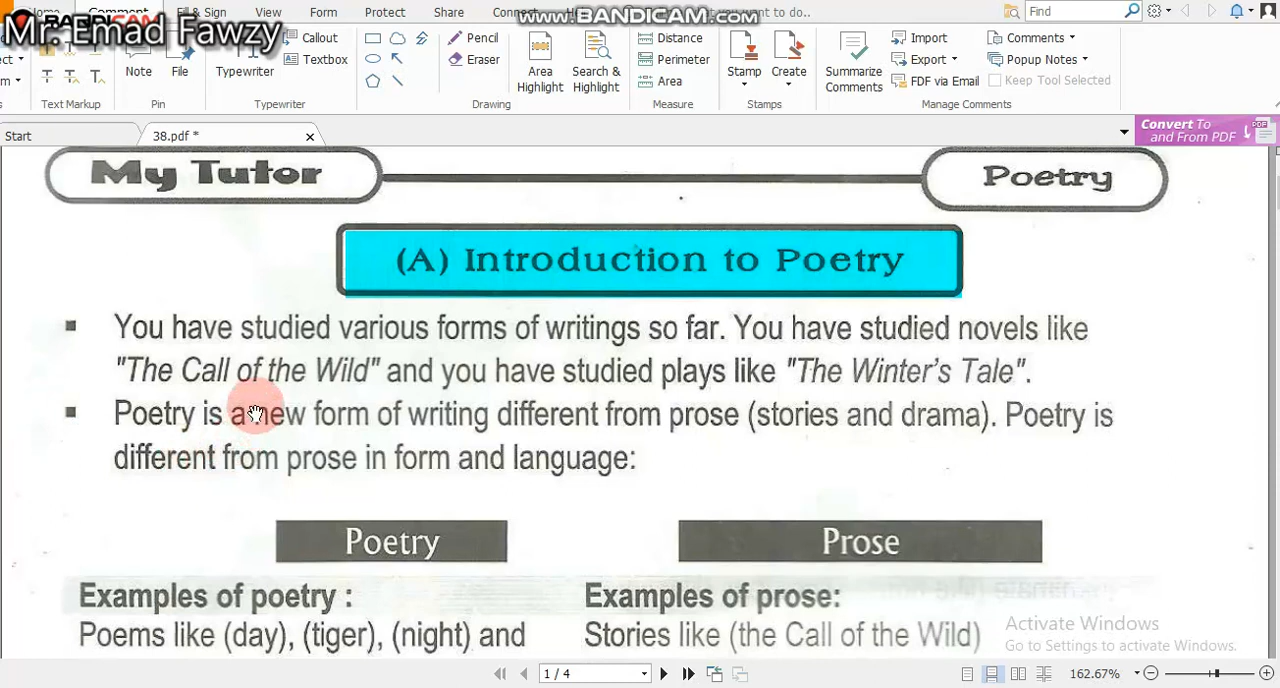 Comment Fill & Sign View Form Protect Share Connect to do.. Find
www.BANDICAM.com
Mr. Emad Fawzy
Callout Pencil Distance Import Comments
Note File Typewriter Textbox Eraser Area Highlight Search & Highlight Perimeter Stamp Create Summarize Comments Export Popup Notes
Area FDF via Email Keep Tool Selected
Text Markup Pin Typewriter Drawing Measure Stamps Manage Comments
Start 38.pdf * Convert To and From PDF
My Tutor Poetry
(A) Introduction to Poetry
You have studied various forms of writings so far. You have studied novels like
"The Call of the Wild" and you have studied plays like "The Winter's Tale".
Poetry is a new form of writing different from prose (stories and drama). Poetry is
different from prose in form and language:
Poetry Prose
Examples of poetry : Examples of prose:
Poems like (day), (tiger), (night) and Stories like (the Call of the Wild)
Activate Windows
Go to Settings to activate Windows.
1 / 4 162.67%